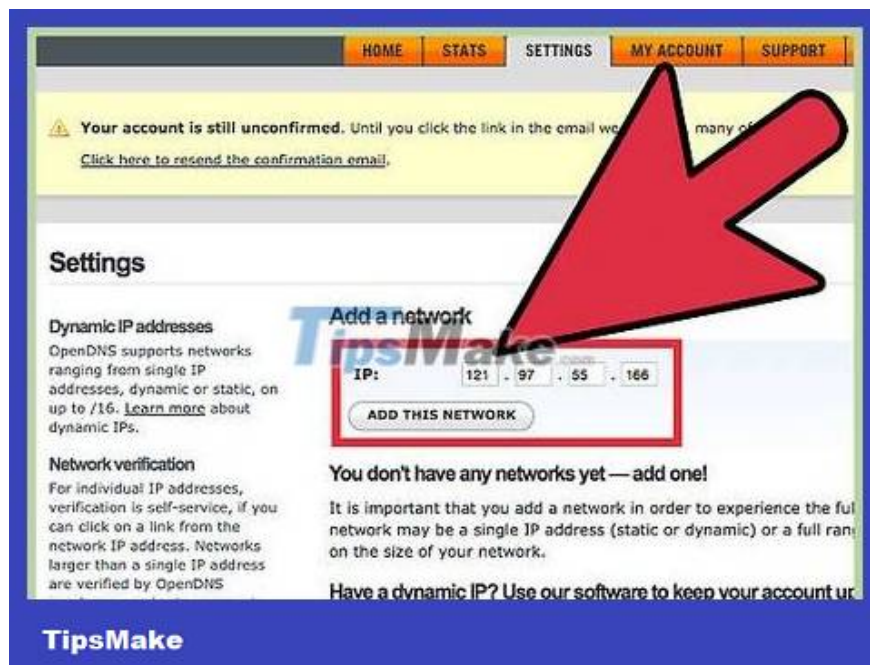 HOME STATS SETTINGS MY ACCOUNT SUPPORT
Your account is still unconfirmed. Until you click the link in the email we many of
Click here to resend the confirmation email.
Settings
Dynamic IP addresses
OpenDNS supports networks
ranging from single IP
addresses, dynamic or static, on
up to /16. Learn more about
dynamic IPs.
Network verification
For individual IP addresses,
verification is self-service, if you
can click on a link from the
network IP address. Networks
larger than a single IP address
are verified by OpenDNS
Add a network
TipsMake.com
IP: 121 . 97 . 55 . 166
ADD THIS NETWORK
You don't have any networks yet — add one!
It is important that you add a network in order to experience the ful
network may be a single IP address (static or dynamic) or a full ran
on the size of your network.
Have a dynamic IP? Use our software to keep your account up
TipsMake